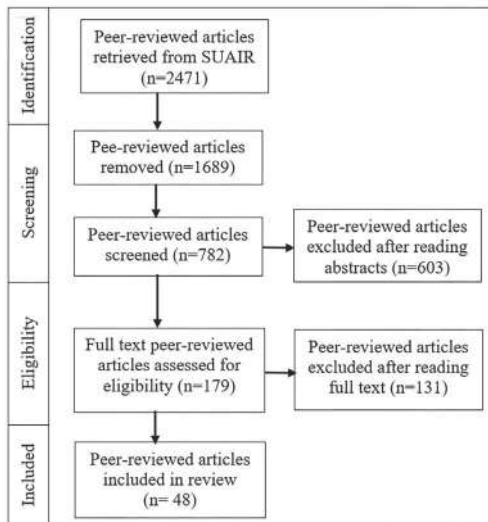 Identification
Peer-reviewed articles
retrieved from SUAIR
(n=2471)
Screening
Pee-reviewed articles
removed (n=1689)
Peer-reviewed articles
screened (n=782)
Peer-reviewed articles
excluded after reading
abstracts (n=603)
Eligibility
Full text peer-reviewed
articles assessed for
eligibility (n=179)
Peer-reviewed articles
excluded after reading
full text (n=131)
Included
Peer-reviewed articles
included in review
(n= 48)